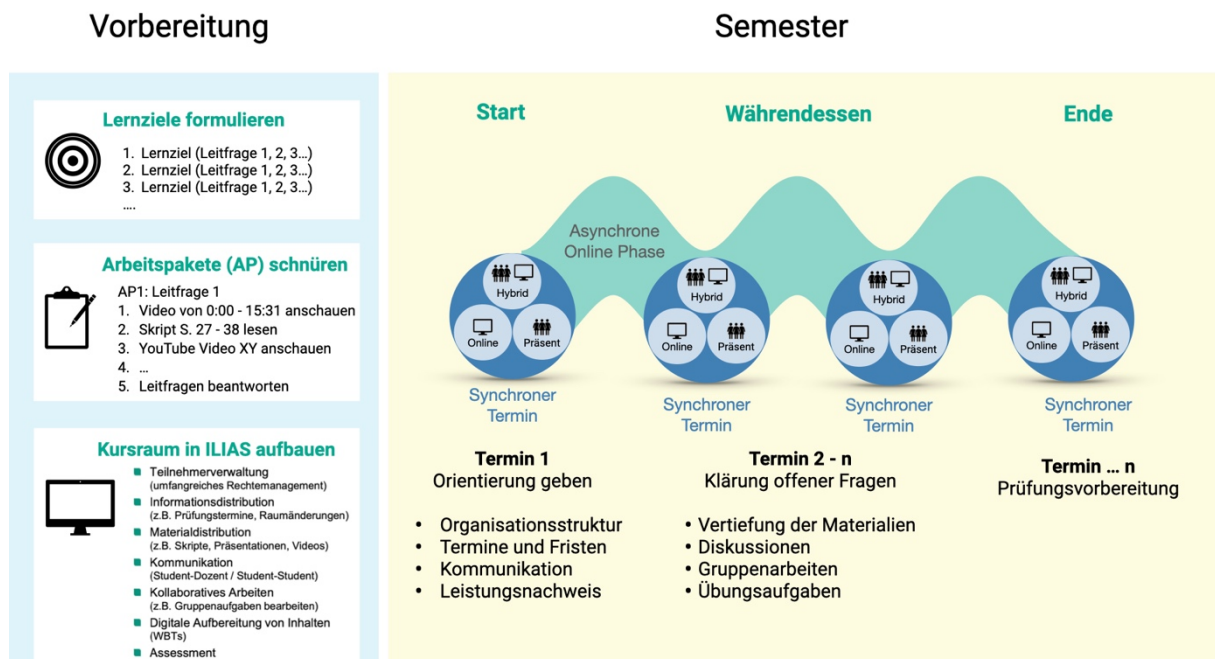 Vorbereitung
Lernziele formulieren
1. Lernziel (Leitfrage 1, 2, 3...)
2. Lernziel (Leitfrage 1, 2, 3...)
3. Lernziel (Leitfrage 1, 2, 3...)
....
Arbeitspakete (AP) schnüren
AP1: Leitfrage 1
1. Video von 0:00 - 15:31 anschauen
2. Skript S. 27 - 38 lesen
3. YouTube Video XY anschauen
4. ...
5. Leitfragen beantworten
Kursraum in ILIAS aufbauen
Teilnehmerverwaltung
(umfangreiches Rechtemanagement)
Informationsdistribution
(z.B. Prüfungstermine, Raumänderungen)
Materialdistribution
(z.B. Skripte, Präsentationen, Videos)
Kommunikation
(Student-Dozent / Student-Student)
Kollaboratives Arbeiten
(z.B. Gruppenaufgaben bearbeiten)
Digitale Aufbereitung von Inhalten
(WBTs)
Assessment
Semester
Start
Währendessen
Ende
Asynchrone
Online Phase
Hybrid
Online
Präsent
Synchroner
Termin
Hybrid
Online
Präsent
Synchroner
Termin
Hybrid
Online
Präsent
Synchroner
Termin
Hybrid
Online
Präsent
Synchroner
Termin
Termin 1
Orientierung geben
• Organisationsstruktur
• Termine und Fristen
• Kommunikation
• Leistungsnachweis
Termin 2 - n
Klärung offener Fragen
• Vertiefung der Materialien
• Diskussionen
• Gruppenarbeiten
• Übungsaufgaben
Termin ... n
Prüfungsvorbereitung